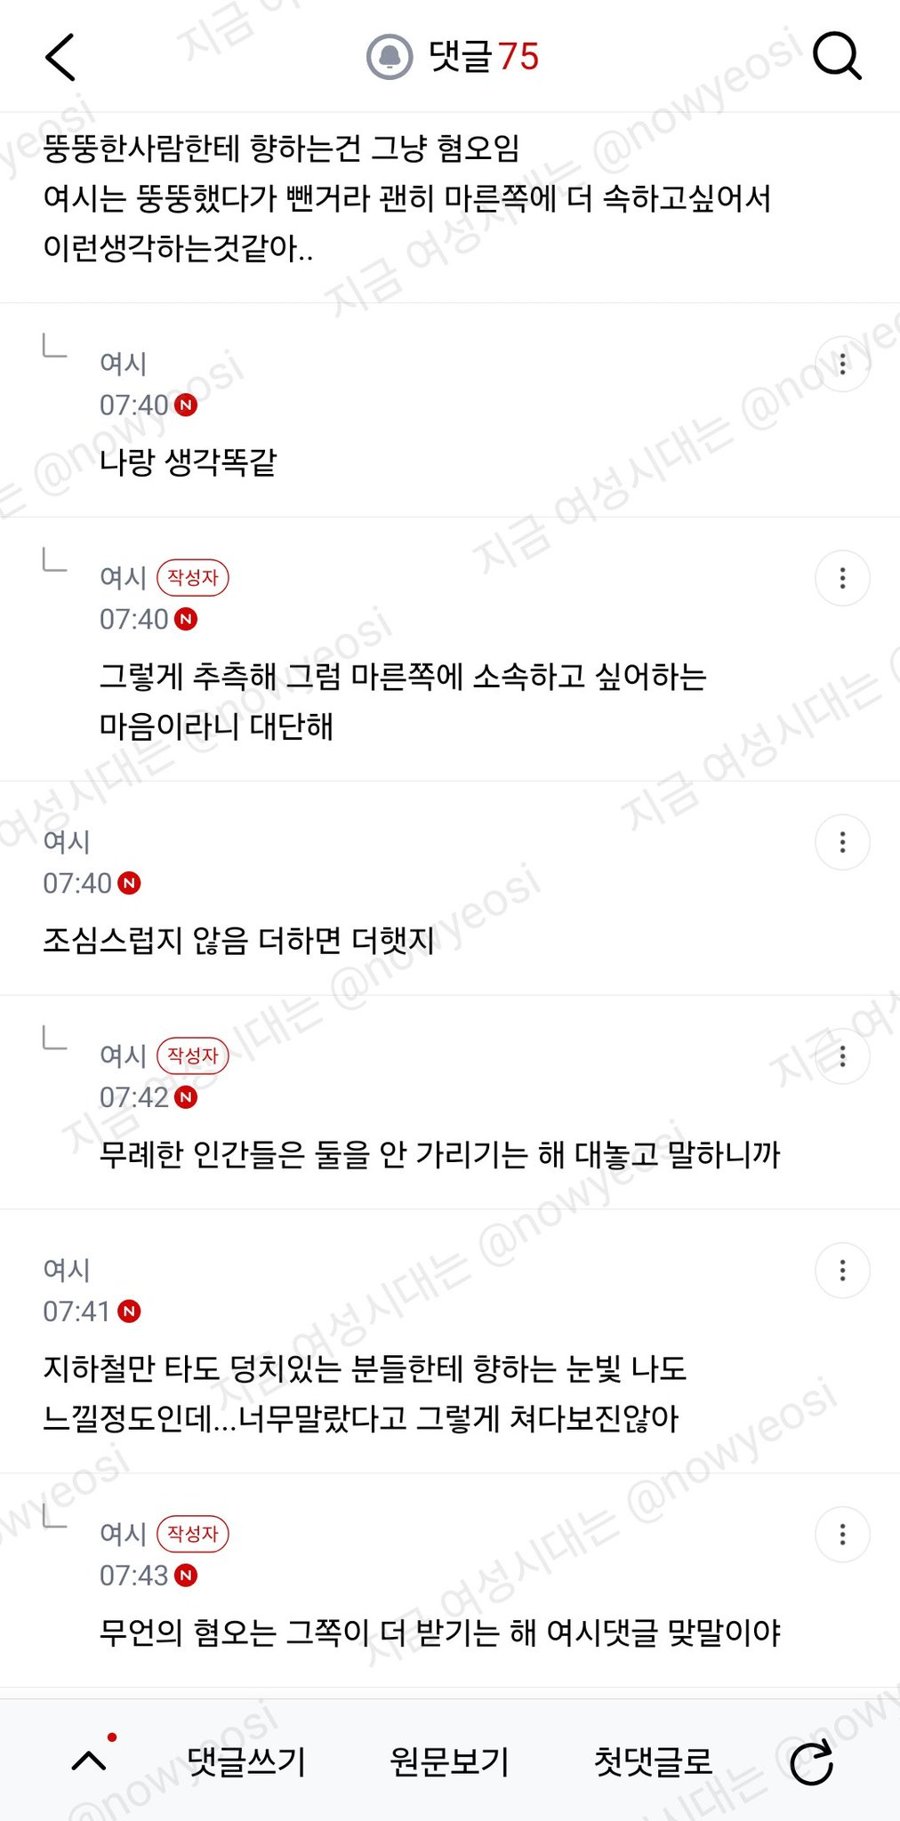 댓글 75
뚱뚱한사람한테 향하는건 그냥 혐오임
여시는 뚱뚱했다가 뺀거라 괜히 마른쪽에 더 속하고싶어서
이런생각하는것같아..
여시
07:40 N
나랑 생각똑같
여시 작성자
07:40 N
그렇게 추측해 그럼 마른쪽에 소속하고 싶어하는
마음이라니 대단해
여시
07:40 N
조심스럽지 않음 더하면 더햇지
여시 작성자
07:42 N
무례한 인간들은 둘을 안 가리기는 해 대놓고 말하니까
여시
07:41 N
지하철만 타도 덩치있는 분들한테 향하는 눈빛 나도
느낄정도인데...너무말랐다고 그렇게 쳐다보진않아
여시 작성자
07:43 N
무언의 혐오는 그쪽이 더 받기는 해 여시댓글 맞말이야
댓글쓰기 원문보기 첫댓글로
지금 여성시대는 @nowyeosi